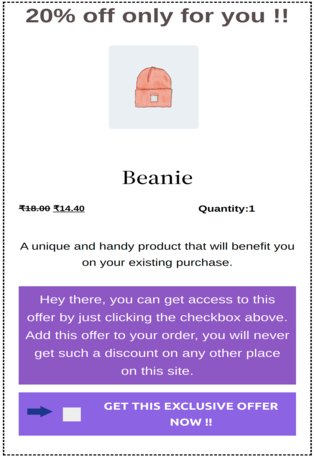 20% off only for you !!
Beanie
₹18.00 ₹14.40
Quantity:1
A unique and handy product that will benefit you
on your existing purchase.
Hey there, you can get access to this
offer by just clicking the checkbox above.
Add this offer to your order, you will never
get such a discount on any other place
on this site.
GET THIS EXCLUSIVE OFFER
NOW !!